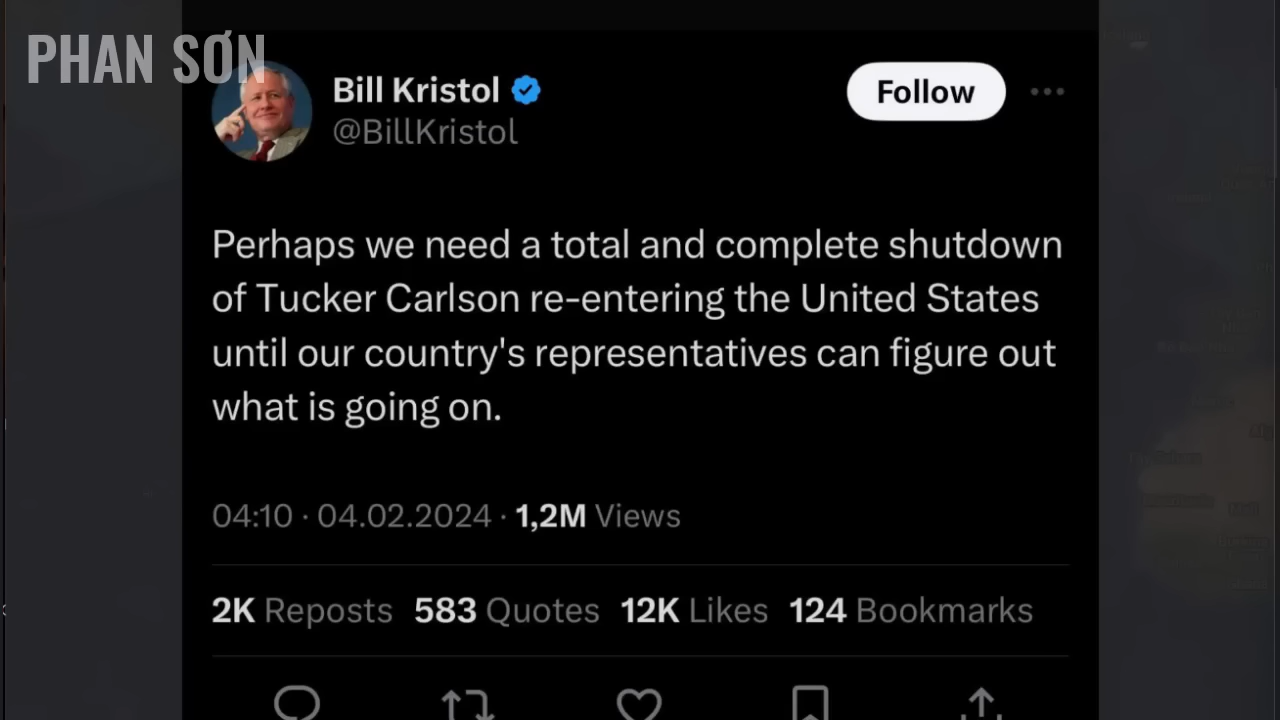 PHAN SƠN
Bill Kristol
@BillKristol
Follow
Perhaps we need a total and complete shutdown
of Tucker Carlson re-entering the United States
until our country's representatives can figure out
what is going on.
04:10 · 04.02.2024 · 1,2M Views
2K Reposts 583 Quotes 12K Likes 124 Bookmarks